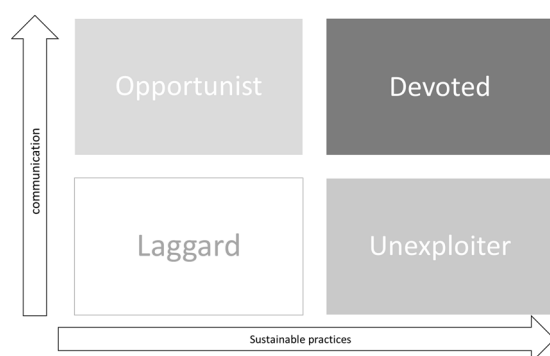 Opportunist
Devoted
communication
Laggard
Unexploiter
Sustainable practices